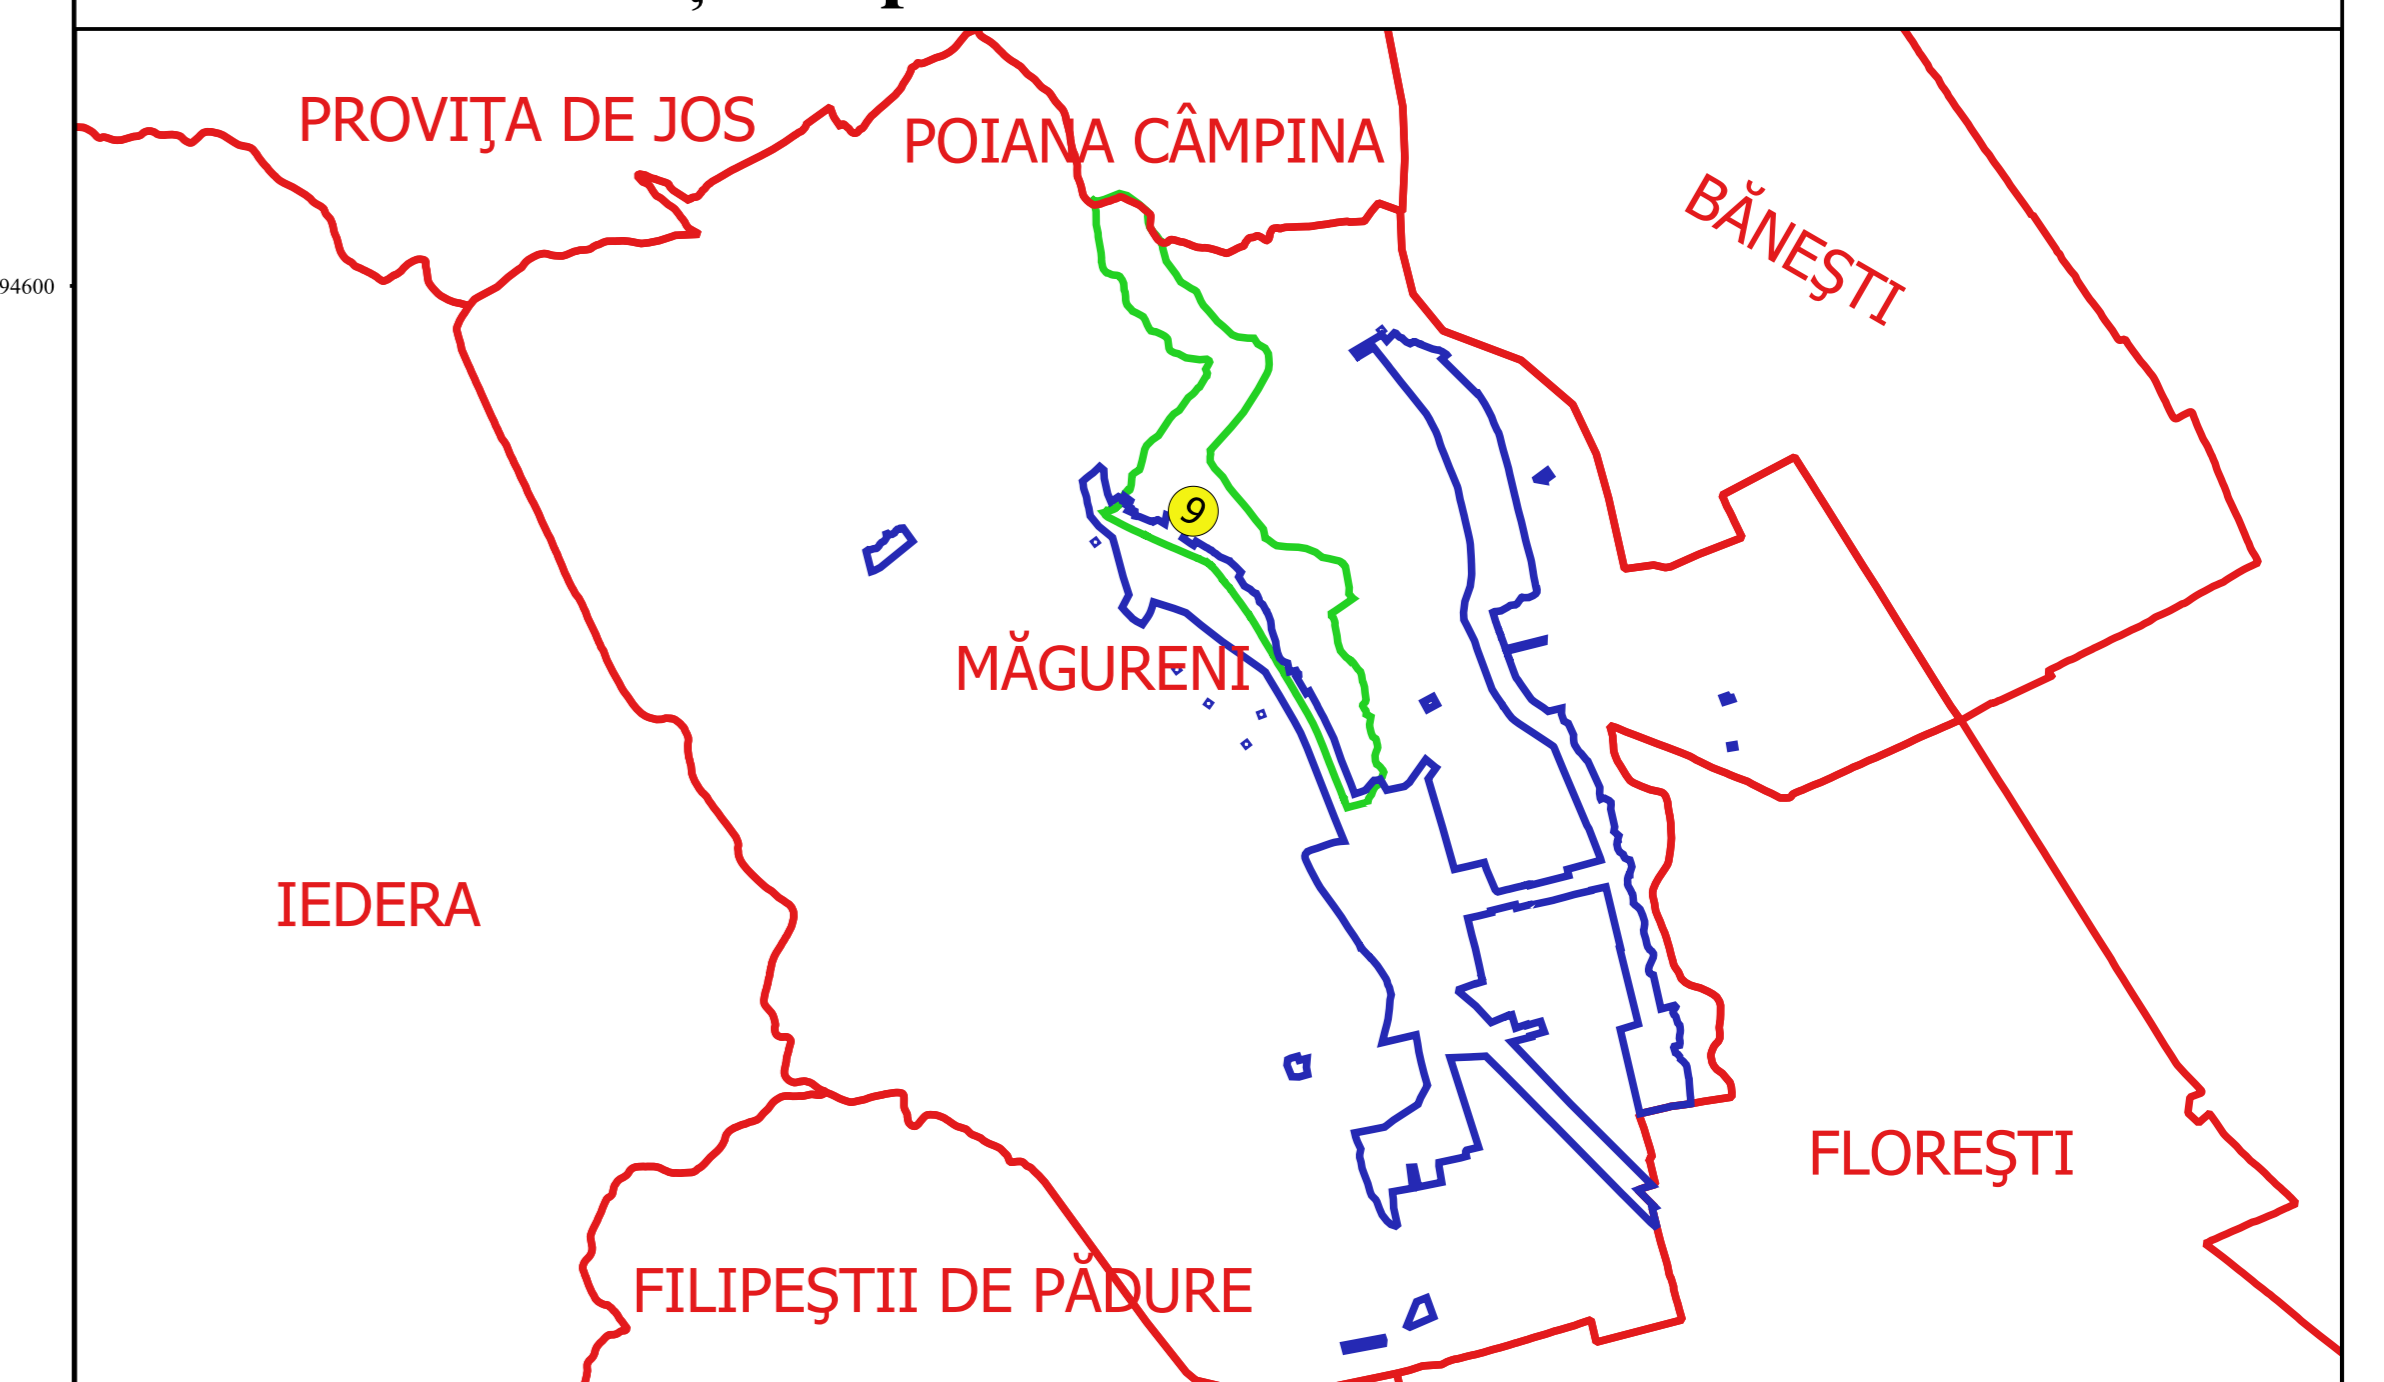 PROVIŢA DE JOS
POIANA CÂMPINA
BĂNEŞTI
94600
9
MĂGURENI
IEDERA
FLOREŞTI
FILIPEŞTII DE PĂDURE